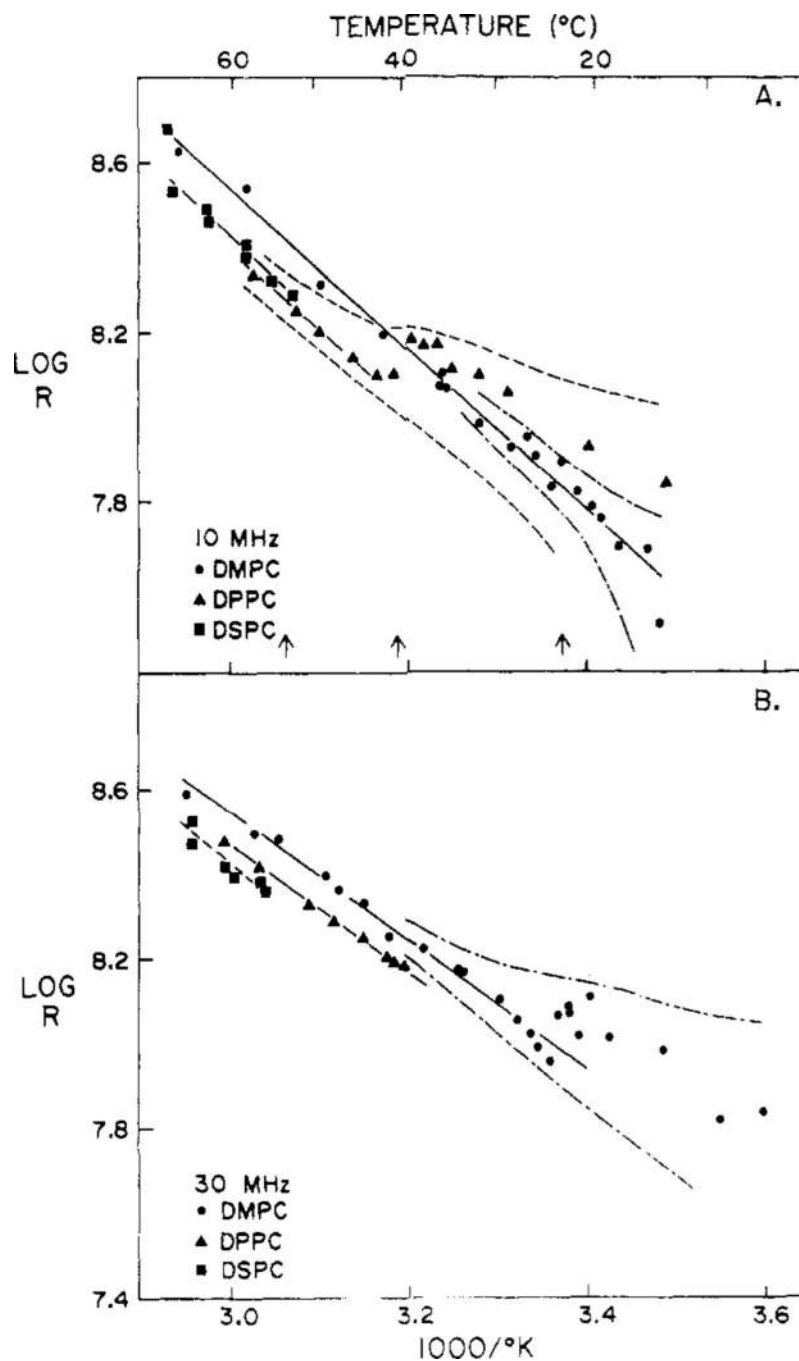 TEMPERATURE (°C)
60 40 20
A.
8.6
8.2
LOG
R
7.8
10 MHz
• DMPC
▲ DPPC
■ DSPC
B.
8.6
8.2
LOG
R
7.8
30 MHz
• DMPC
▲ DPPC
■ DSPC
7.4
3.0 3.2 3.4 3.6
1000/°K